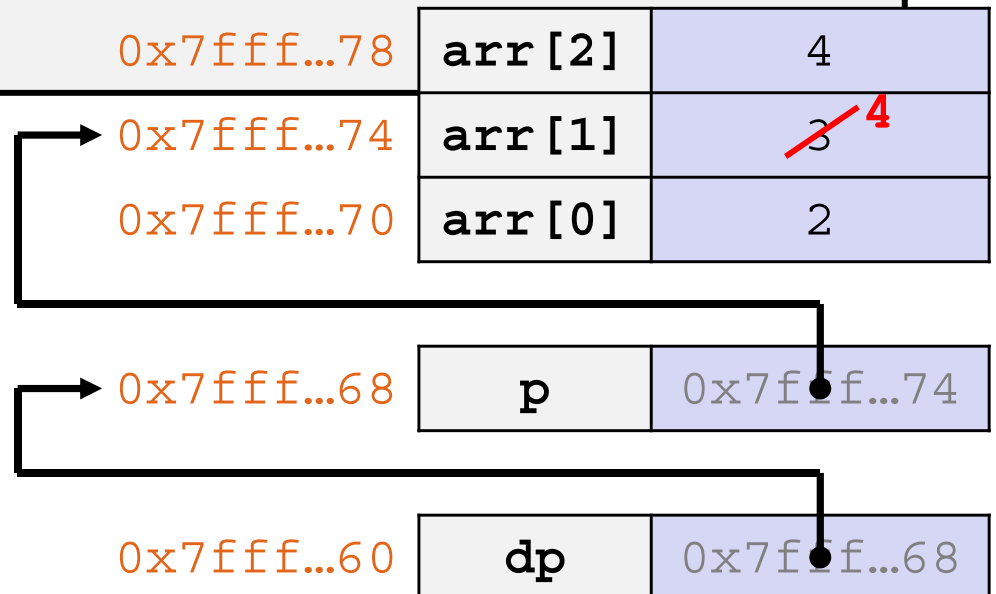 0x7fff…78 arr[2] 4
0x7fff…74 arr[1] 3 4
0x7fff…70 arr[0] 2
0x7fff…68 p 0x7fff…74
0x7fff…60 dp 0x7fff…68